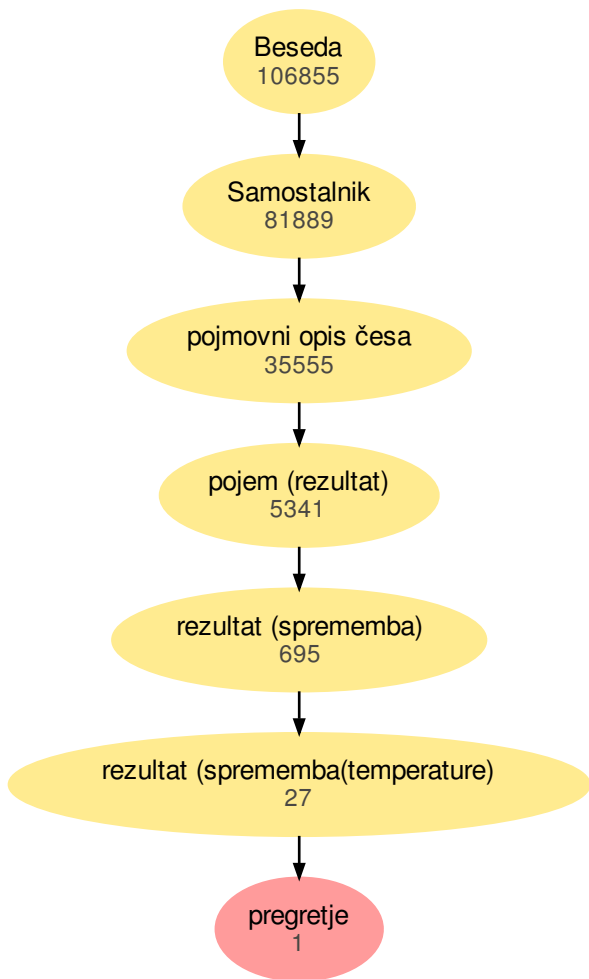 Beseda
106855
Samostalnik
81889
pojmovni opis česa
35555
pojem (rezultat)
5341
rezultat (sprememba)
695
rezultat (sprememba(temperature)
27
pregretje
1